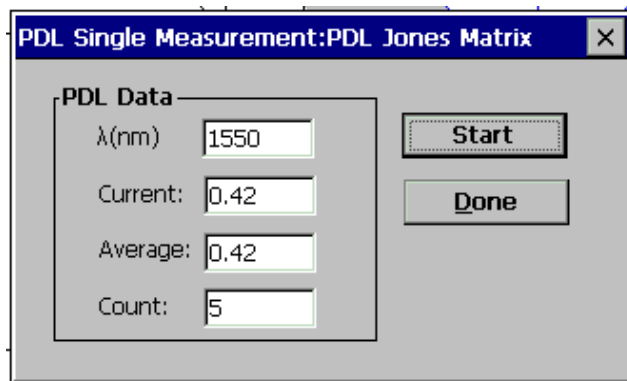 PDL Single Measurement:PDL Jones Matrix
PDL Data
λ(nm) 1550
Start
Current: 0.42
Done
Average: 0.42
Count: 5